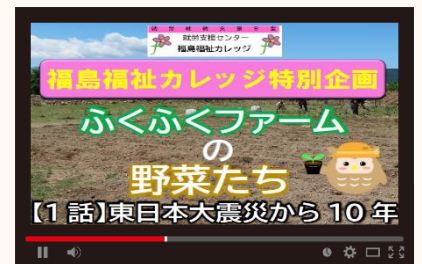 就労支援センター
福島福祉カレッジ
福島福祉カレッジ特別企画
ふくふくファーム
の
野菜たち
【1話】東日本大震災から10年